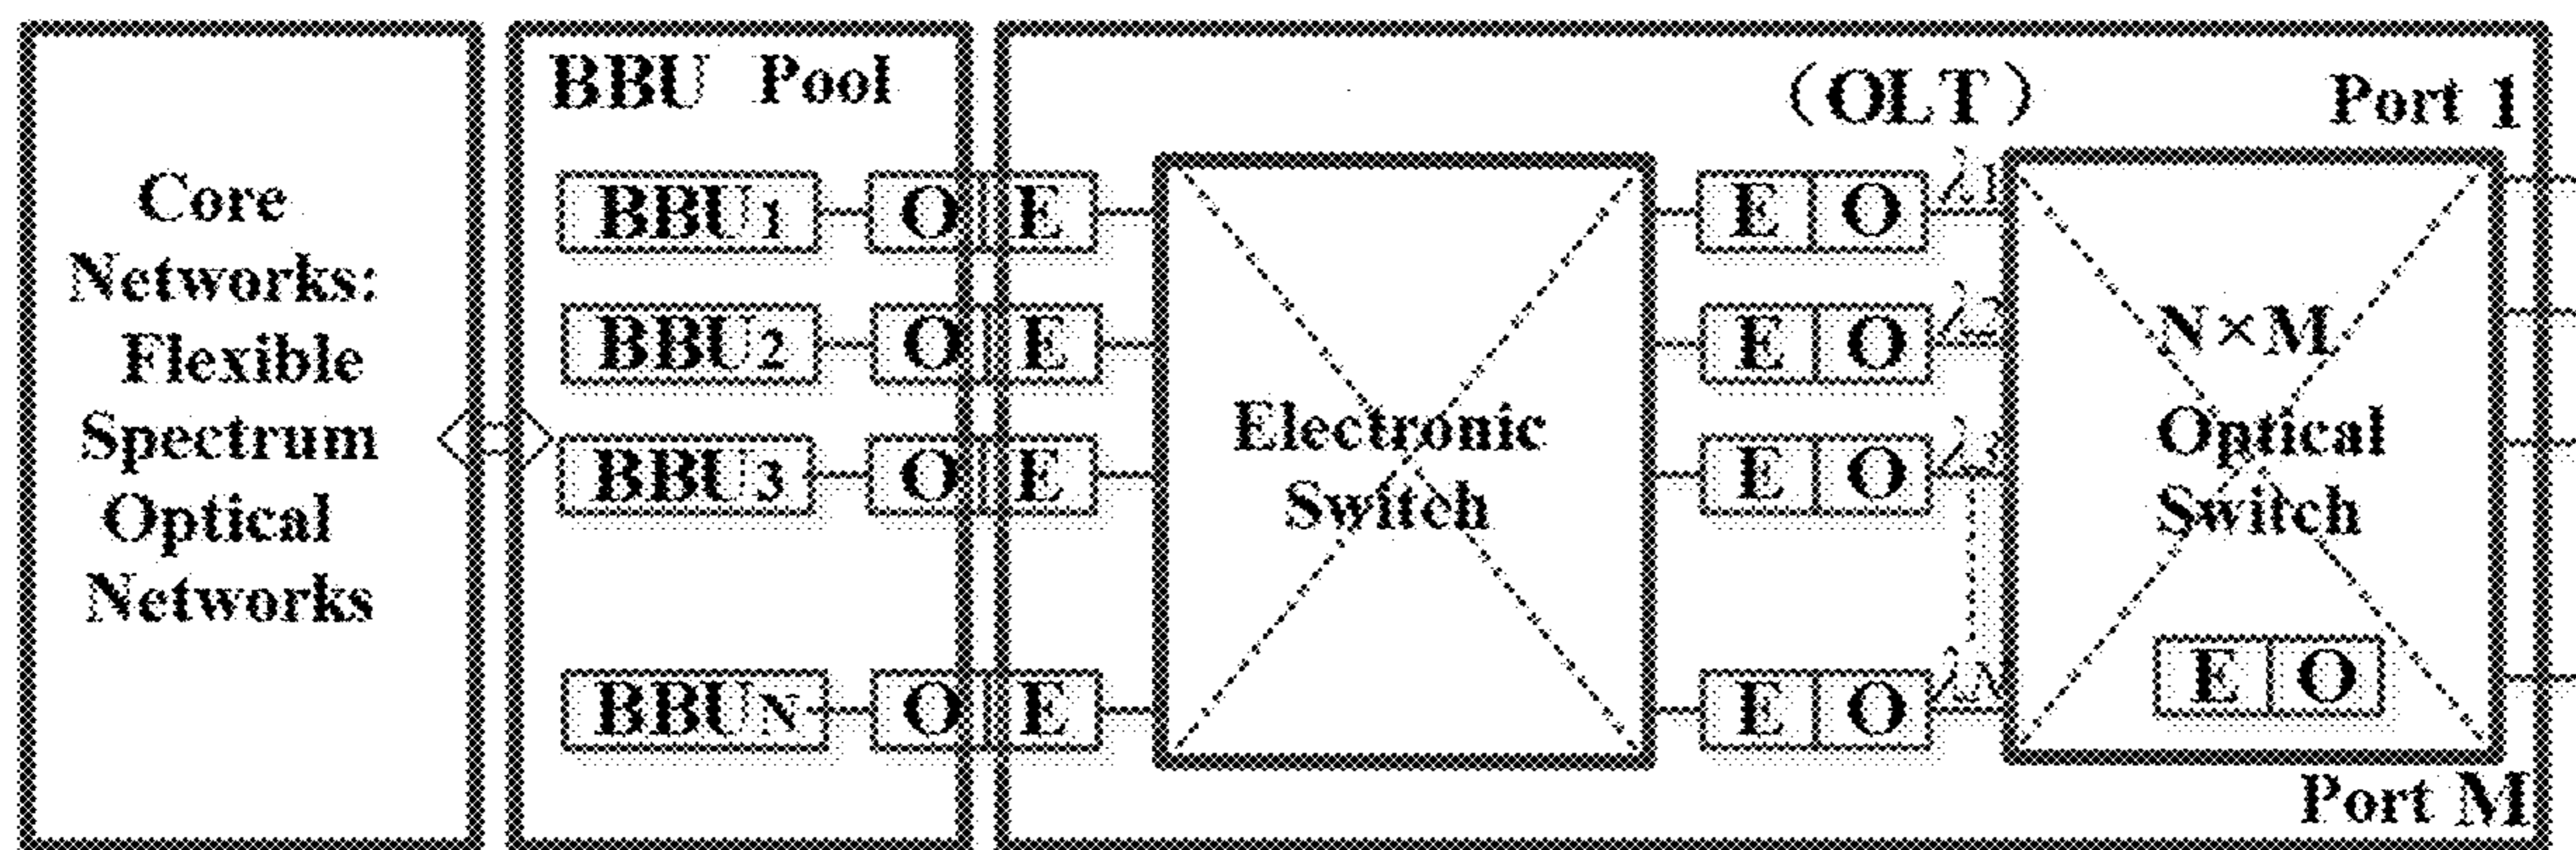 Core
Networks:
Flexible
Spectrum
Optical
Networks
BBU Pool
BBU1
O E
BBU2
O E
BBU3
O E
BBUN
O E
(OLT)
Electronic
Switch
E O
λ1
E O
λ2
E O
λ3
E O
λN
Port 1
N×M
Optical
Switch
E O
Port M